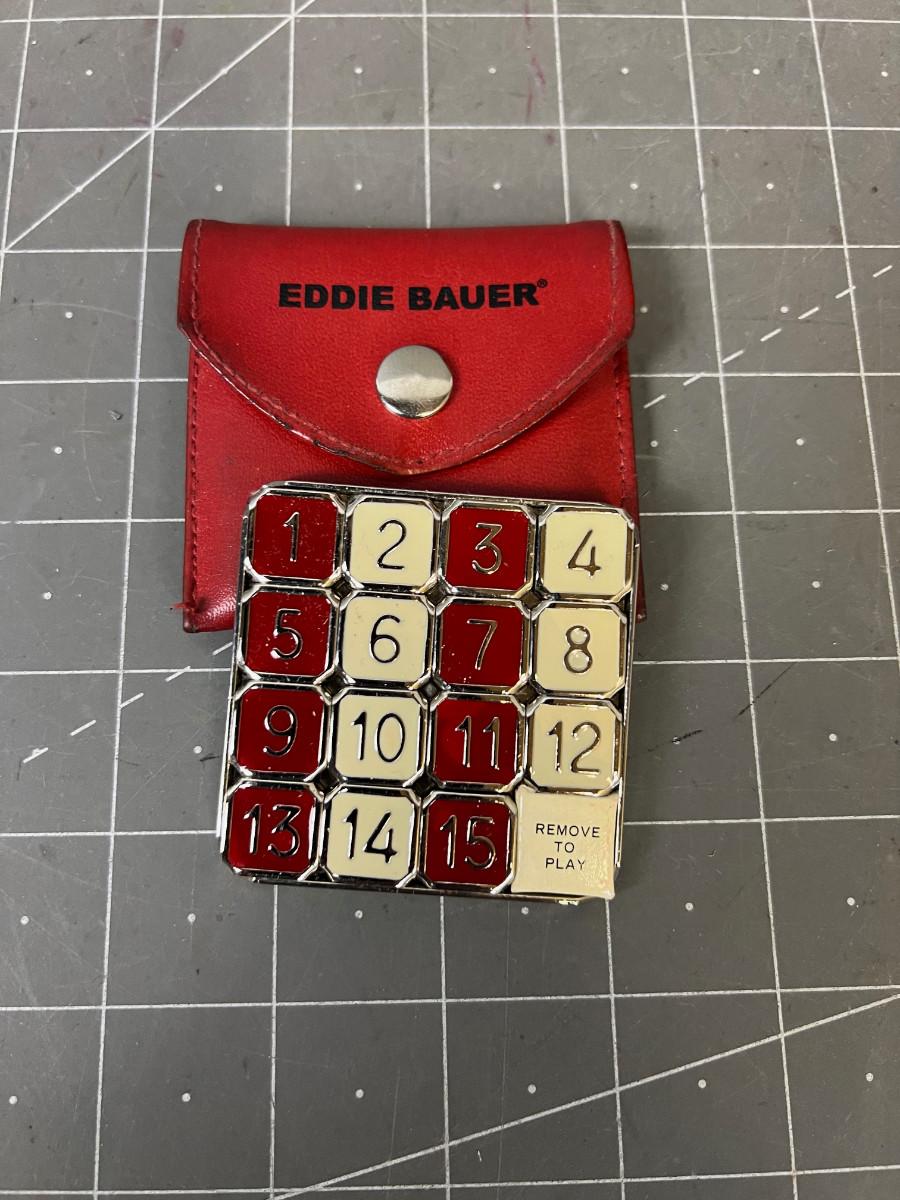 EDDIE BAUER®
1 2 3 4
5 6 7 8
9 10 11 12
13 14 15
REMOVE
TO
PLAY